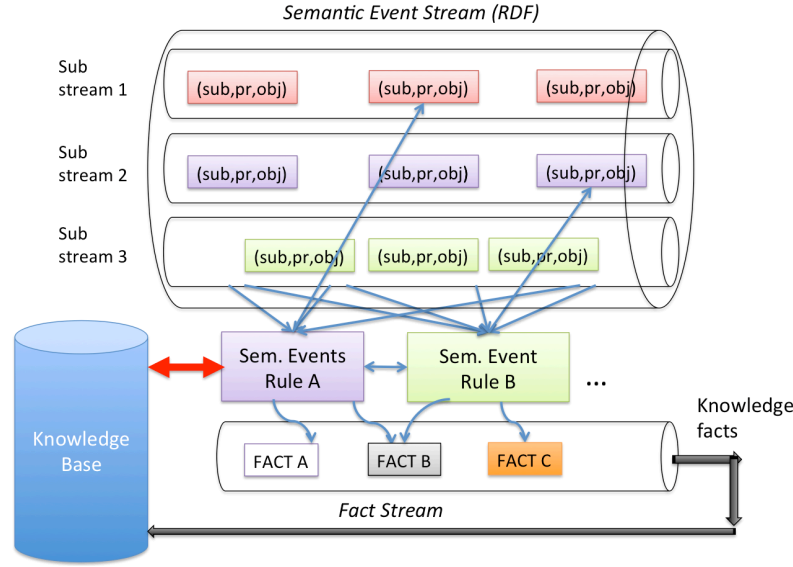 Semantic Event Stream (RDF)
Sub
stream 1
(sub,pr,obj)
(sub,pr,obj)
(sub,pr,obj)
Sub
stream 2
(sub,pr,obj)
(sub,pr,obj)
(sub,pr,obj)
Sub
stream 3
(sub,pr,obj)
(sub,pr,obj)
(sub,pr,obj)
Sem. Events
Rule A
Sem. Event
Rule B
...
Knowledge
Base
Knowledge
facts
FACT A
FACT B
FACT C
Fact Stream